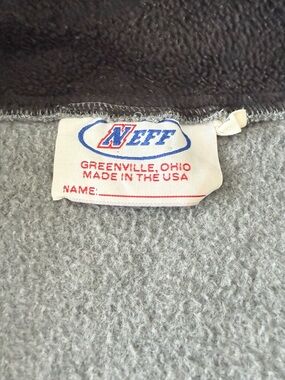 NEFF
GREENVILLE, OHIO
MADE IN THE USA
NAME: